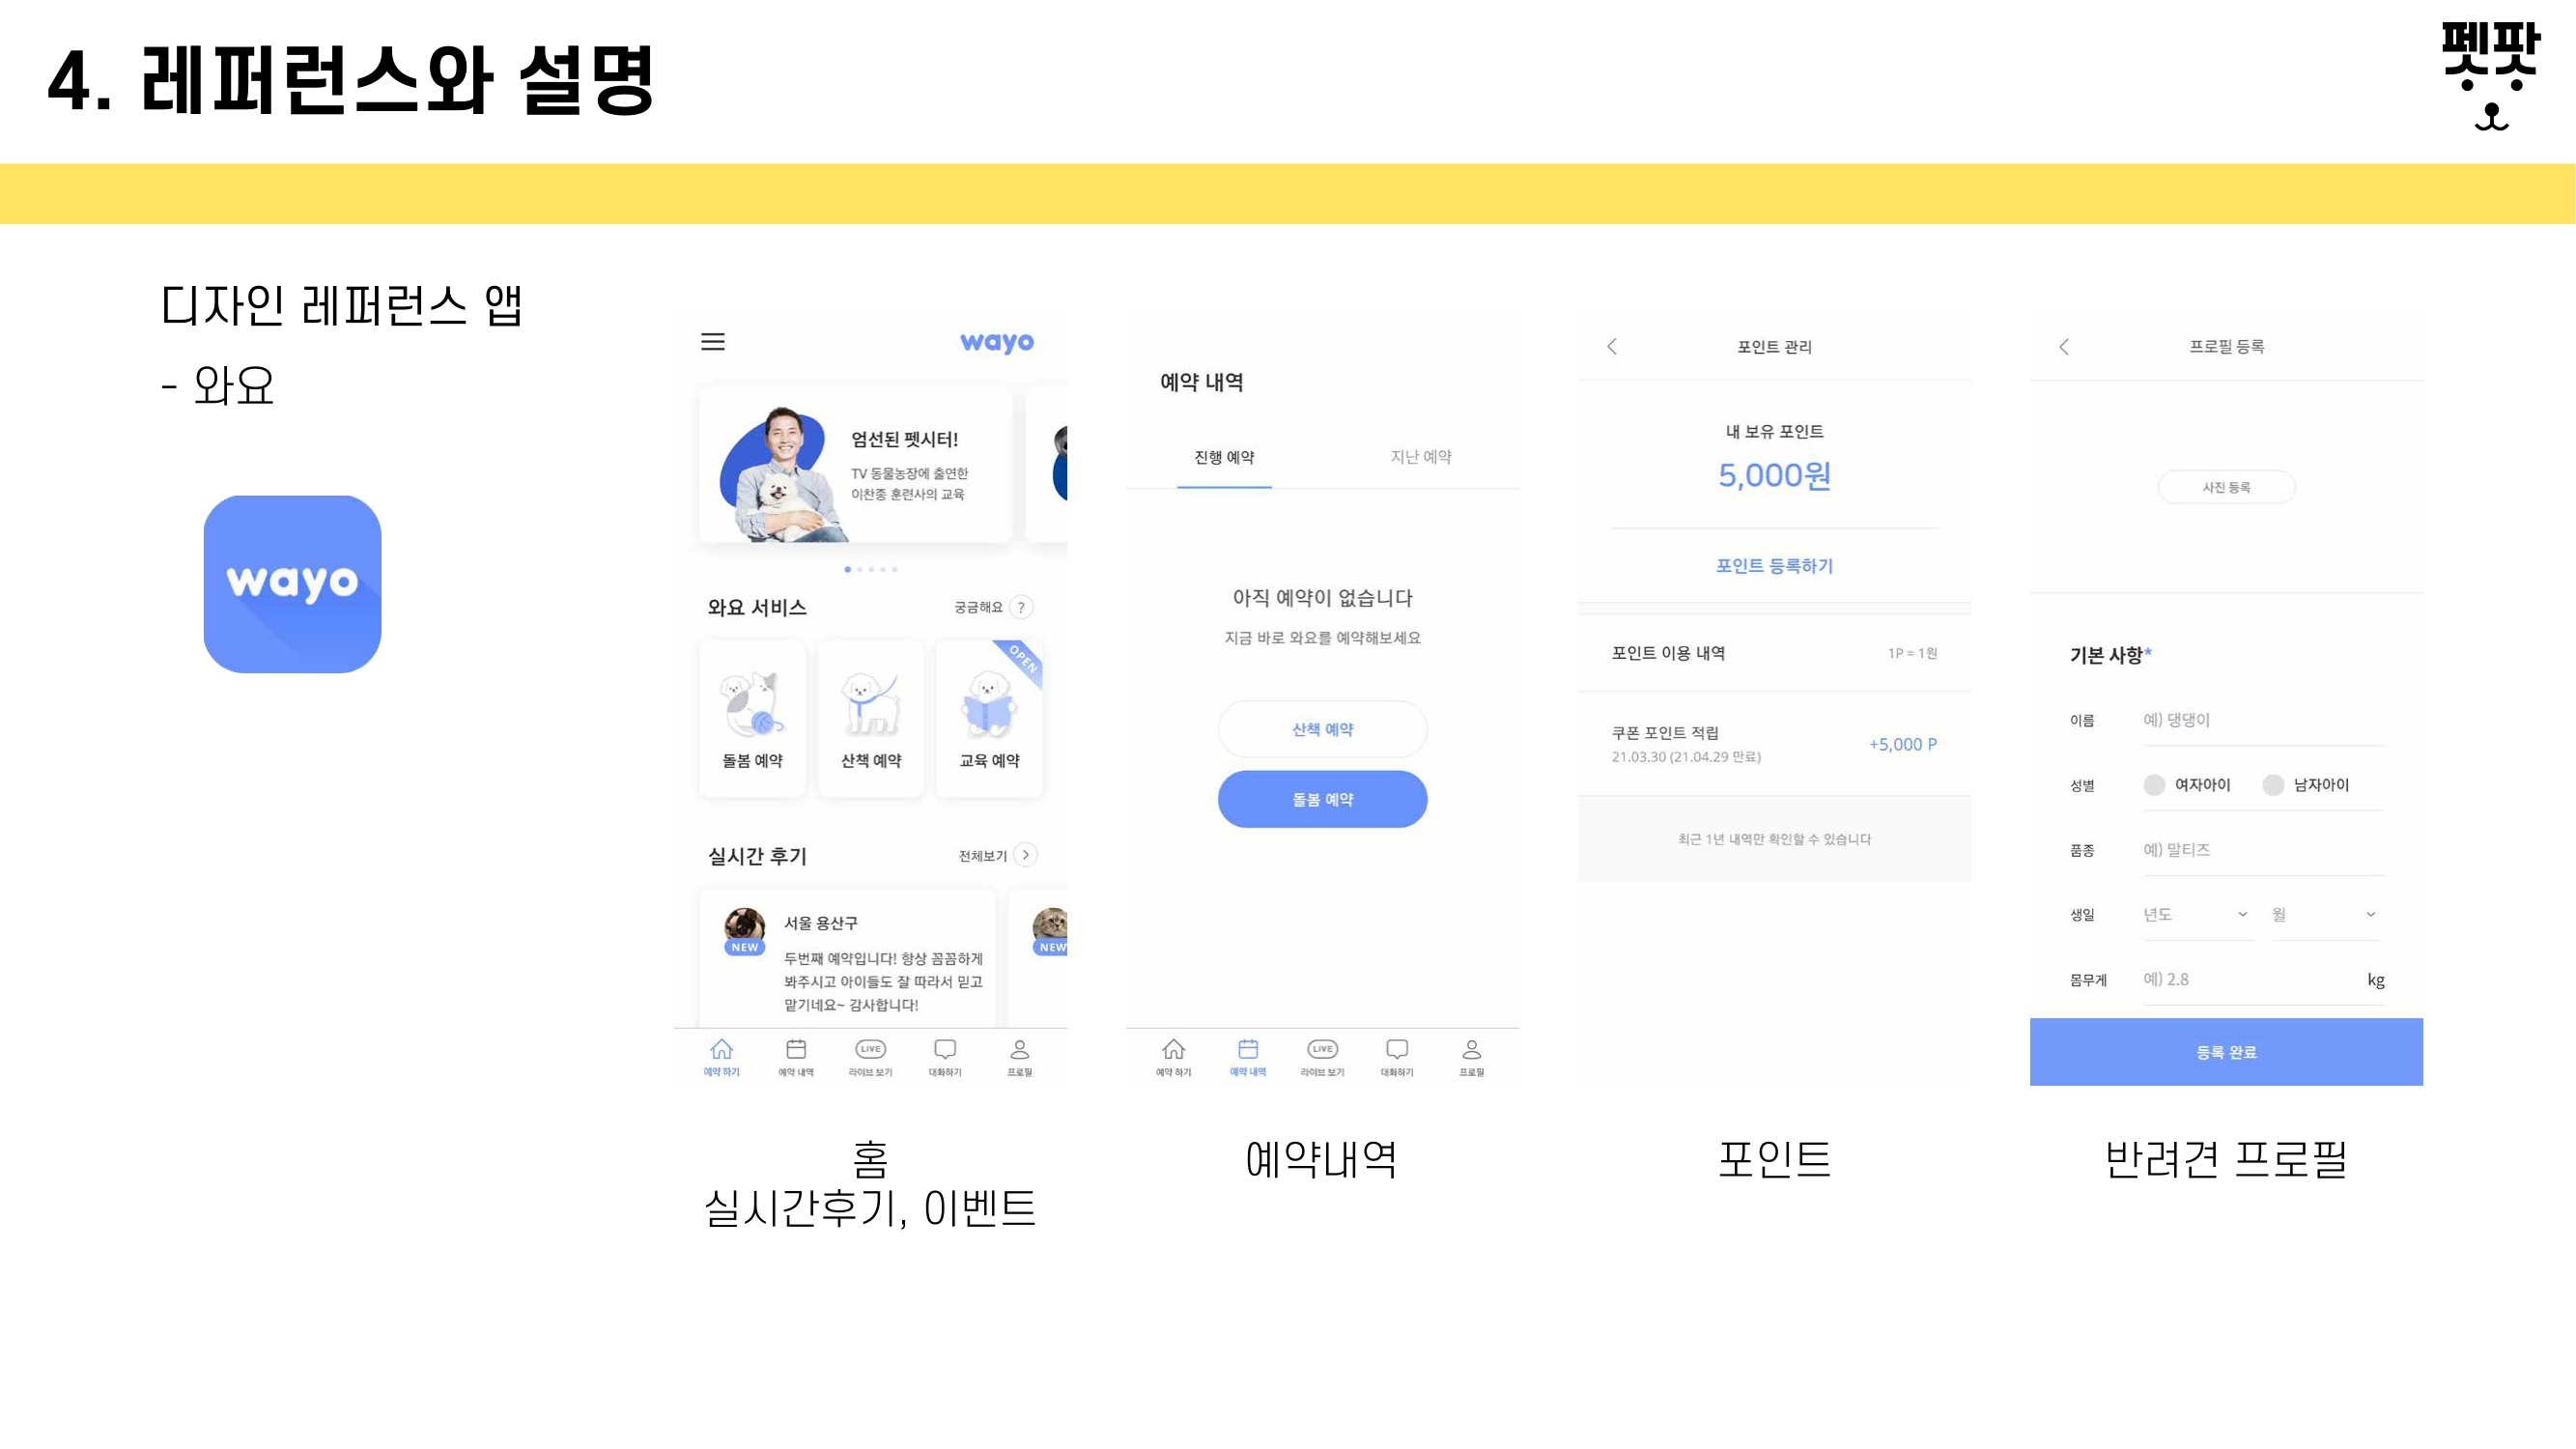 4. 레퍼런스와 설명
펫팟
디자인 레퍼런스 앱
- 와요
wayo
wayo
엄선된 펫시터!
TV 동물농장에 출연한
이찬종 훈련사의 교육
와요 서비스
궁금해요 ?
OPEN
돌봄 예약
산책 예약
교육 예약
실시간 후기
전체보기
서울 용산구
NEW
두번째 예약입니다! 항상 꼼꼼하게
봐주시고 아이들도 잘 따라서 믿고
맡기네요~ 감사합니다!
NEW
LIVE
예약 하기
예약 내역
라이브 보기
대화하기
프로필
홈
실시간후기, 이벤트
예약 내역
진행 예약
지난 예약
아직 예약이 없습니다
지금 바로 와요를 예약해보세요
산책 예약
돌봄 예약
LIVE
예약 하기
예약 내역
라이브 보기
대화하기
프로필
예약내역
포인트 관리
내 보유 포인트
5,000원
포인트 등록하기
포인트 이용 내역
1P = 1원
쿠폰 포인트 적립
21.03.30 (21.04.29 만료)
+5,000 P
최근 1년 내역만 확인할 수 있습니다
포인트
프로필 등록
사진 등록
기본 사항*
이름 예) 댕댕이
성별 여자아이 남자아이
품종 예) 말티즈
생일 년도 월
몸무게 예) 2.8 kg
등록 완료
반려견 프로필